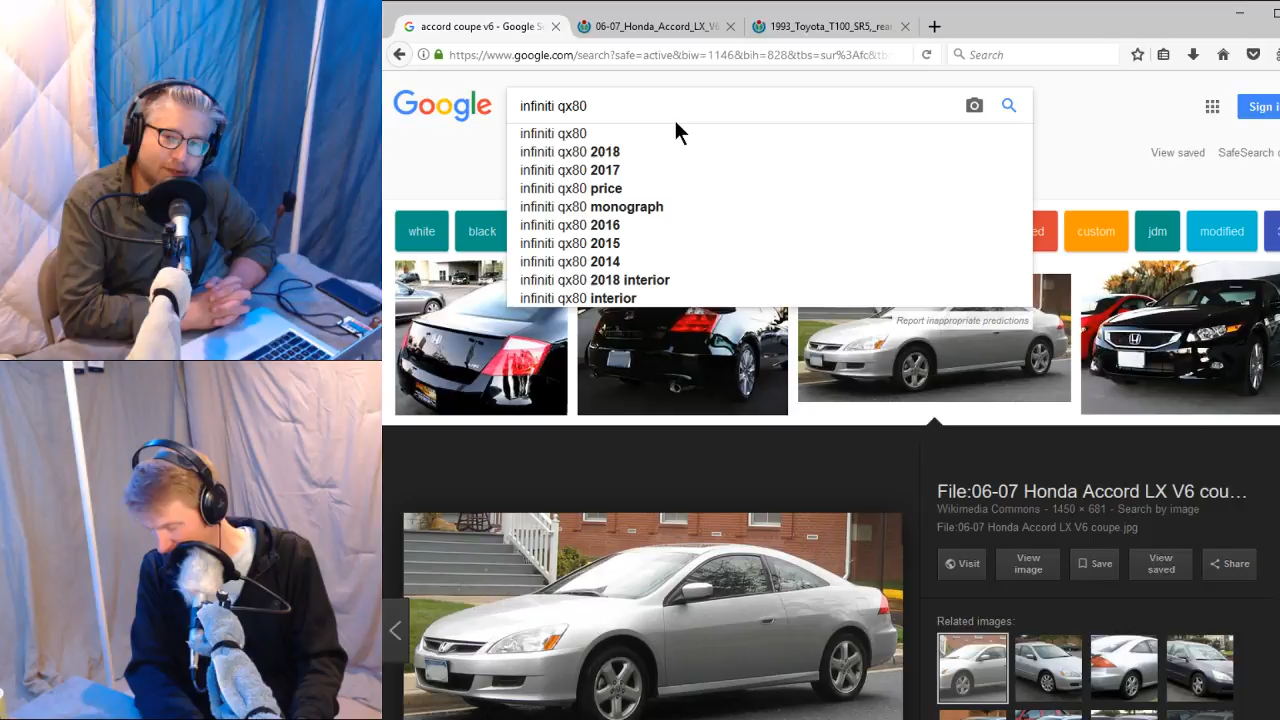 accord coupe v6 - Google S
06-07_Honda_Accord_LX_V6
1993_Toyota_T100_SR5,_rea
https://www.google.com/search?safe=active&biw=1146&bih=828&tbs=sur%3Afc&tb
Search
Google
infiniti qx80
Sign i
infiniti qx80
infiniti qx80 2018
infiniti qx80 2017
infiniti qx80 price
infiniti qx80 monograph
infiniti qx80 2016
infiniti qx80 2015
infiniti qx80 2014
infiniti qx80 2018 interior
infiniti qx80 interior
Report inappropriate predictions
View saved
SafeSearch
white
black
ed
custom
jdm
modified
File:06-07 Honda Accord LX V6 cou…
Wikimedia Commons - 1450 × 681 - Search by image
File:06-07 Honda Accord LX V6 coupe.jpg
Visit
View
image
Save
View
saved
Share
Related images: